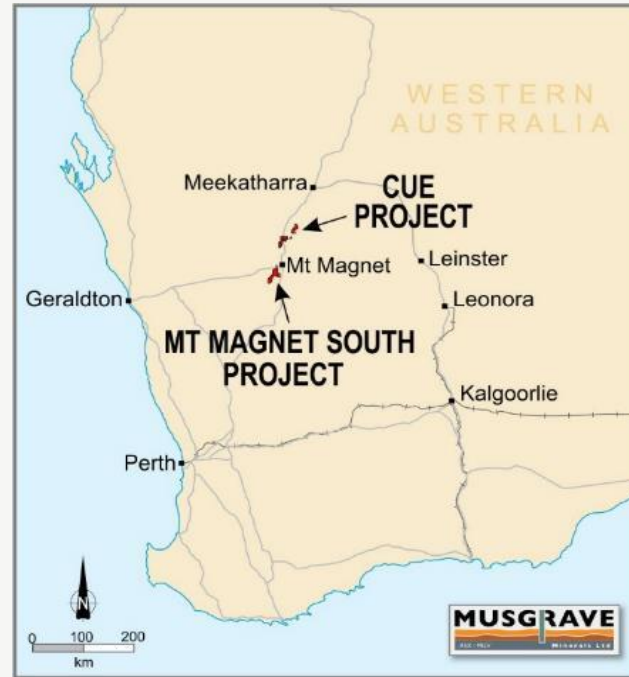 WESTERN
AUSTRALIA
Meekatharra
CUE
PROJECT
Mt Magnet
Leinster
Geraldton
Leonora
MT MAGNET SOUTH
PROJECT
Kalgoorlie
Perth
N
0 100 200
km
MUSGRAVE
Minerals Ltd